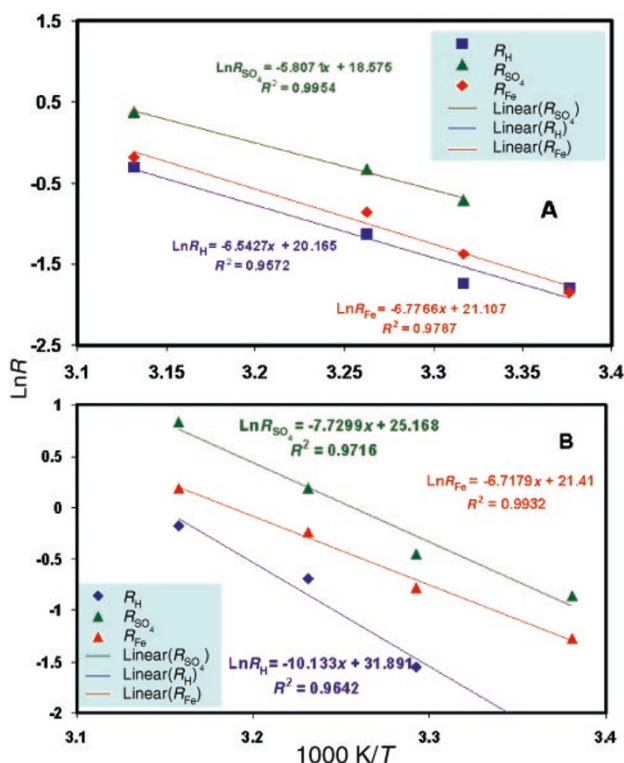 A
R_H
R_SO₄
R_Fe
Linear(R_SO₄)
Linear(R_H)
Linear(R_Fe)
LnR_SO₄ = -5.8071x + 18.575
R² = 0.9954
LnR_H = -6.5427x + 20.165
R² = 0.9572
LnR_Fe = -6.7766x + 21.107
R² = 0.9787
0.5
-0.5
-1.5
-2.5
3.1 3.15 3.2 3.25 3.3 3.35 3.4
LnR
B
LnR_SO₄ = -7.7299x + 25.168
R² = 0.9716
LnR_Fe = -6.7179x + 21.41
R² = 0.9932
LnR_H = -10.133x + 31.891
R² = 0.9642
R_H
R_SO₄
R_Fe
Linear(R_SO₄)
Linear(R_H)
Linear(R_Fe)
1
0.5
0
-0.5
-1
-1.5
-2
3.1 3.2 3.3 3.4
1000 K/T